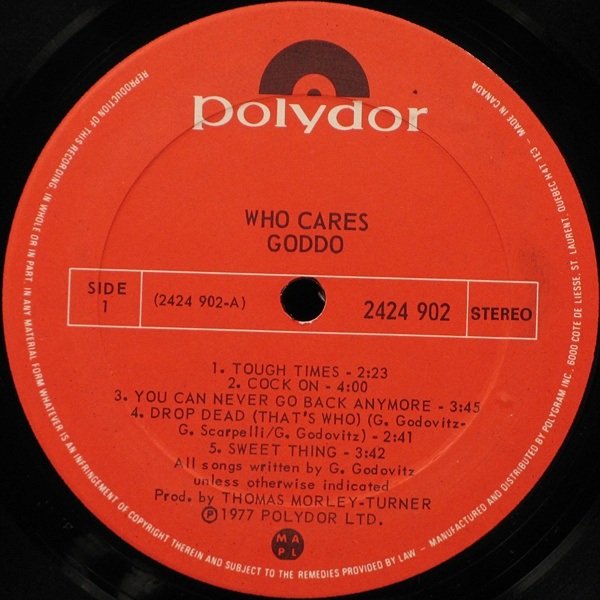 polydor
WHO CARES
GODDO
SIDE
1
(2424 902-A)
2424 902
STEREO
1. TOUGH TIMES - 2:23
2. COCK ON - 4:00
3. YOU CAN NEVER GO BACK ANYMORE - 3:45
4. DROP DEAD (THAT'S WHO) (G. Godovitz-
G. Scarpelli/G. Godovitz) - 2:41
5. SWEET THING - 3:42
All songs written by G. Godovitz
unless otherwise indicated
Prod. by THOMAS MORLEY-TURNER
Ⓟ 1977 POLYDOR LTD.
M A
P L
REPRODUCTION OF THIS RECORDING, IN WHOLE OR IN PART, IN ANY MATERIAL FORM WHATEVER IS AN INFRINGEMENT OF COPYRIGHT THEREIN AND SUBJECT TO THE REMEDIES PROVIDED BY LAW – MANUFACTURED AND DISTRIBUTED BY POLYGRAM INC. 6000 COTE DE LIESSE, ST LAURENT, QUEBEC H4T 1E3 – MADE IN CANADA